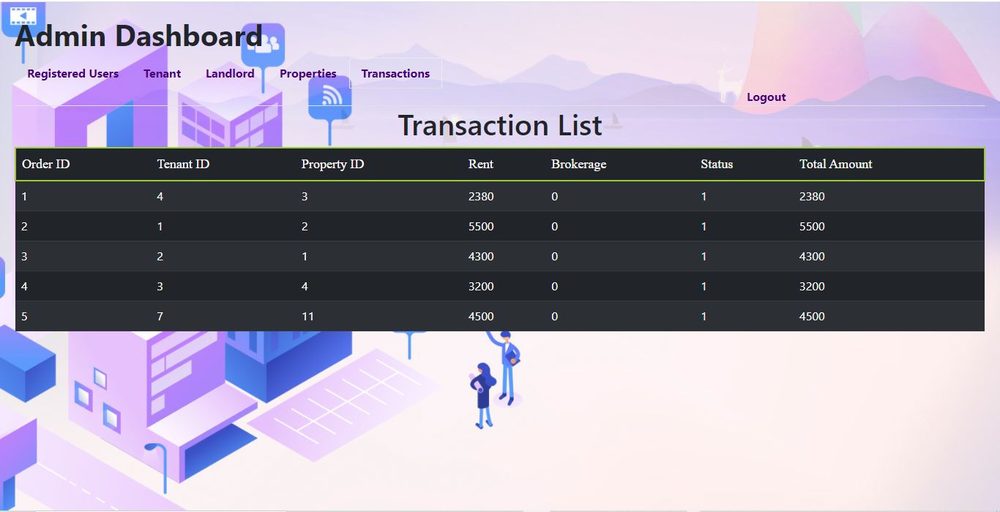 Admin Dashboard
Registered Users Tenant Landlord Properties Transactions
Logout
Transaction List
Order ID Tenant ID Property ID Rent Brokerage Status Total Amount
1 4 3 2380 0 1 2380
2 1 2 5500 0 1 5500
3 2 1 4300 0 1 4300
4 3 4 3200 0 1 3200
5 7 11 4500 0 1 4500